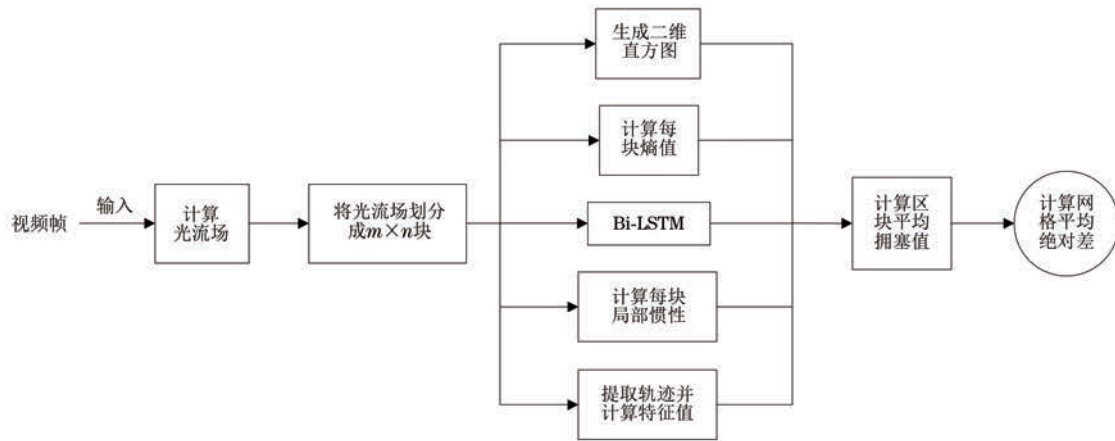 视频帧
输入
计算
光流场
将光流场划分
成m×n块
生成二维
直方图
计算每
块熵值
Bi-LSTM
计算每块
局部惯性
提取轨迹并
计算特征值
计算区
块平均
拥塞值
计算网
格平均
绝对差